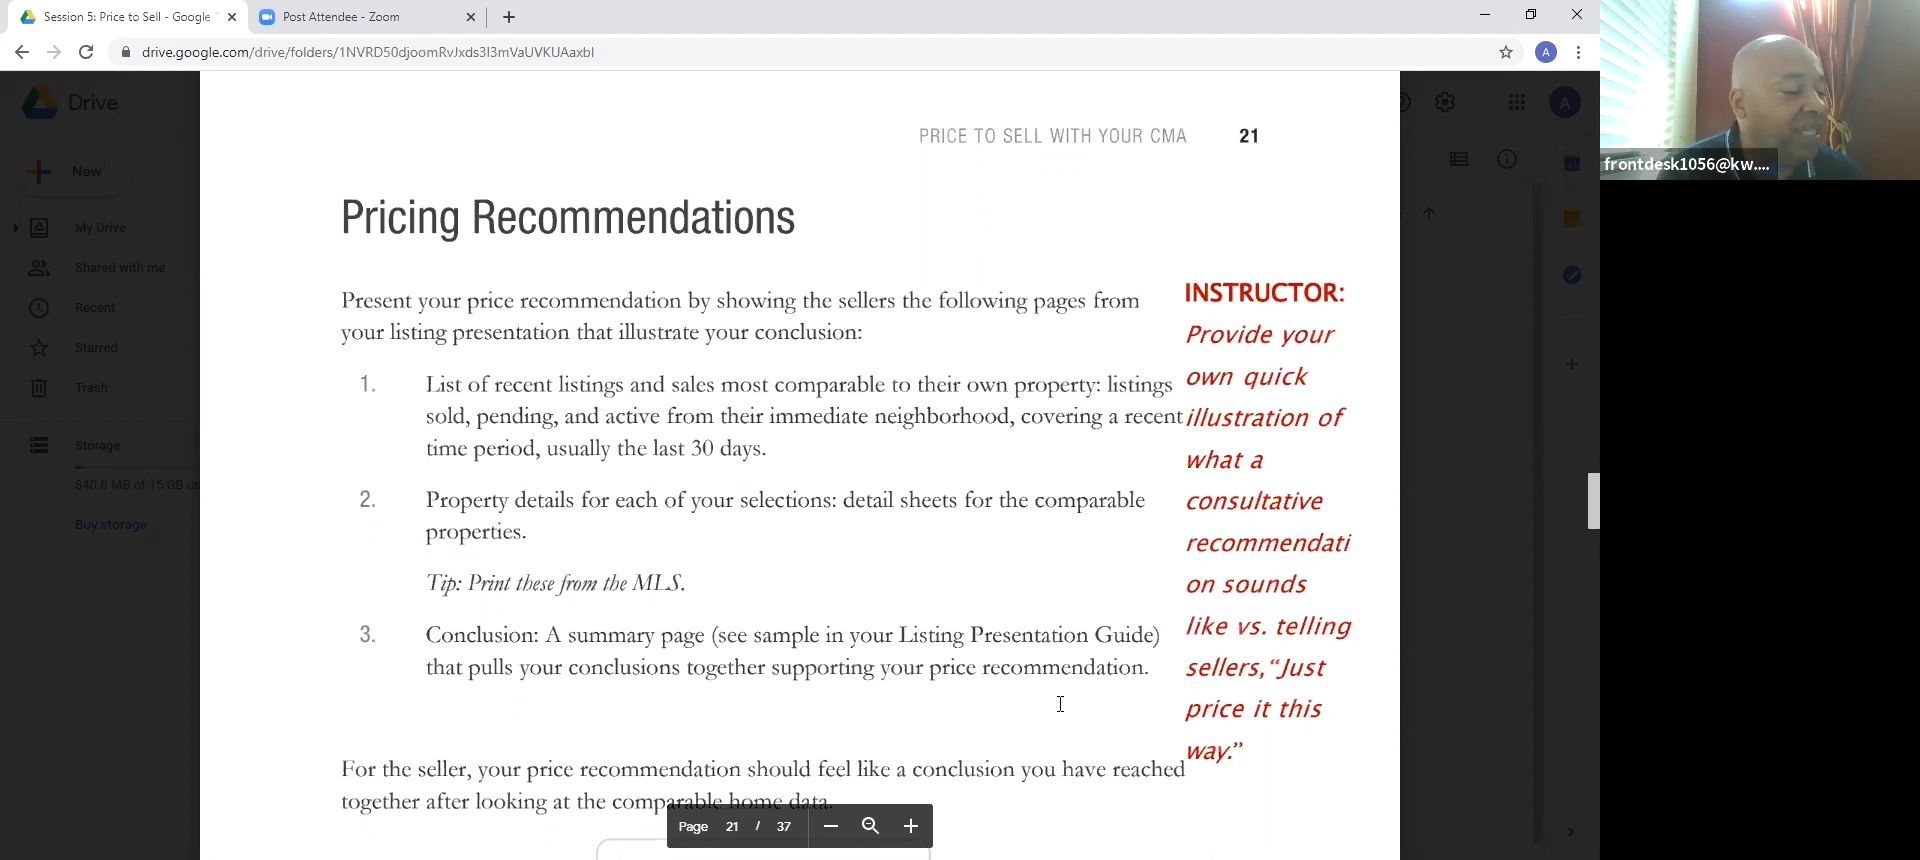 Session 5: Price to Sell - Google
Post Attendee - Zoom
drive.google.com/drive/folders/1NVRD50djoomRvJxds3l3mVaUVKUAaxbI
A
Drive
A
New
My Drive
Shared with me
Recent
Starred
Trash
Storage
840.8 MB of 15 GB us
Buy storage
PRICE TO SELL WITH YOUR CMA 21
Pricing Recommendations
Present your price recommendation by showing the sellers the following pages from
your listing presentation that illustrate your conclusion:
1. List of recent listings and sales most comparable to their own property: listings
sold, pending, and active from their immediate neighborhood, covering a recent
time period, usually the last 30 days.
2. Property details for each of your selections: detail sheets for the comparable
properties.
Tip: Print these from the MLS.
3. Conclusion: A summary page (see sample in your Listing Presentation Guide)
that pulls your conclusions together supporting your price recommendation.
For the seller, your price recommendation should feel like a conclusion you have reached
together after looking at the comparable home data.
INSTRUCTOR:
Provide your
own quick
illustration of
what a
consultative
recommendati
on sounds
like vs. telling
sellers,“Just
price it this
way.”
Page 21 / 37
frontdesk1056@kw....